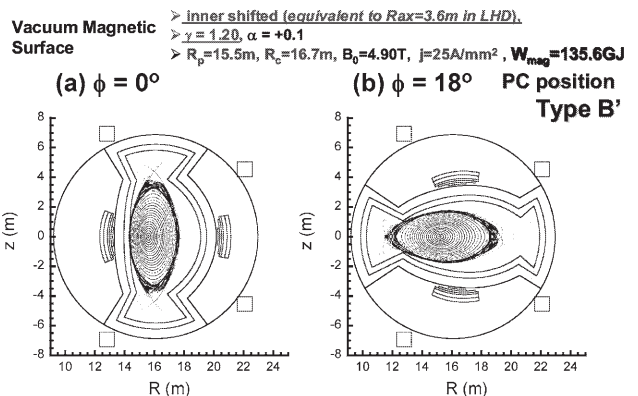 Vacuum Magnetic
Surface
➢ inner shifted (equivalent to Rax=3.6m in LHD),
➢ γ = 1.20, α = +0.1
➢ Rp=15.5m, Rc=16.7m, B0=4.90T, j=25A/mm², Wmag=135.6GJ
(a) ϕ = 0º
(b) ϕ = 18º
PC position
Type B’
8
6
4
2
0
-2
-4
-6
-8
z (m)
10 12 14 16 18 20 22 24
R (m)
8
6
4
2
0
-2
-4
-6
-8
z (m)
10 12 14 16 18 20 22 24
R (m)